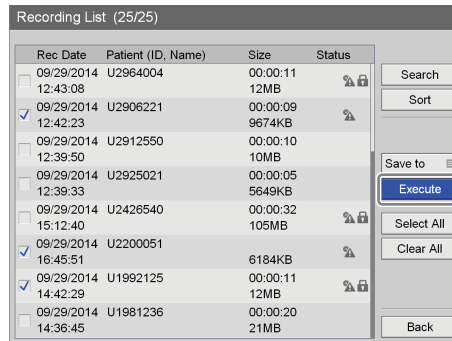 Recording List (25/25)
Rec Date Patient (ID, Name) Size Status
09/29/2014 U2964004 00:00:11
12:43:08 12MB
09/29/2014 U2906221 00:00:09
12:42:23 9674KB
09/29/2014 U2912550 00:00:10
12:39:50 10MB
09/29/2014 U2925021 00:00:05
12:39:33 5649KB
09/29/2014 U2426540 00:00:32
15:12:40 105MB
09/29/2014 U2200051
16:45:51 6184KB
09/29/2014 U1992125 00:00:11
14:42:29 12MB
09/29/2014 U1981236 00:00:20
14:36:45 21MB
Search
Sort
Save to
Execute
Select All
Clear All
Back